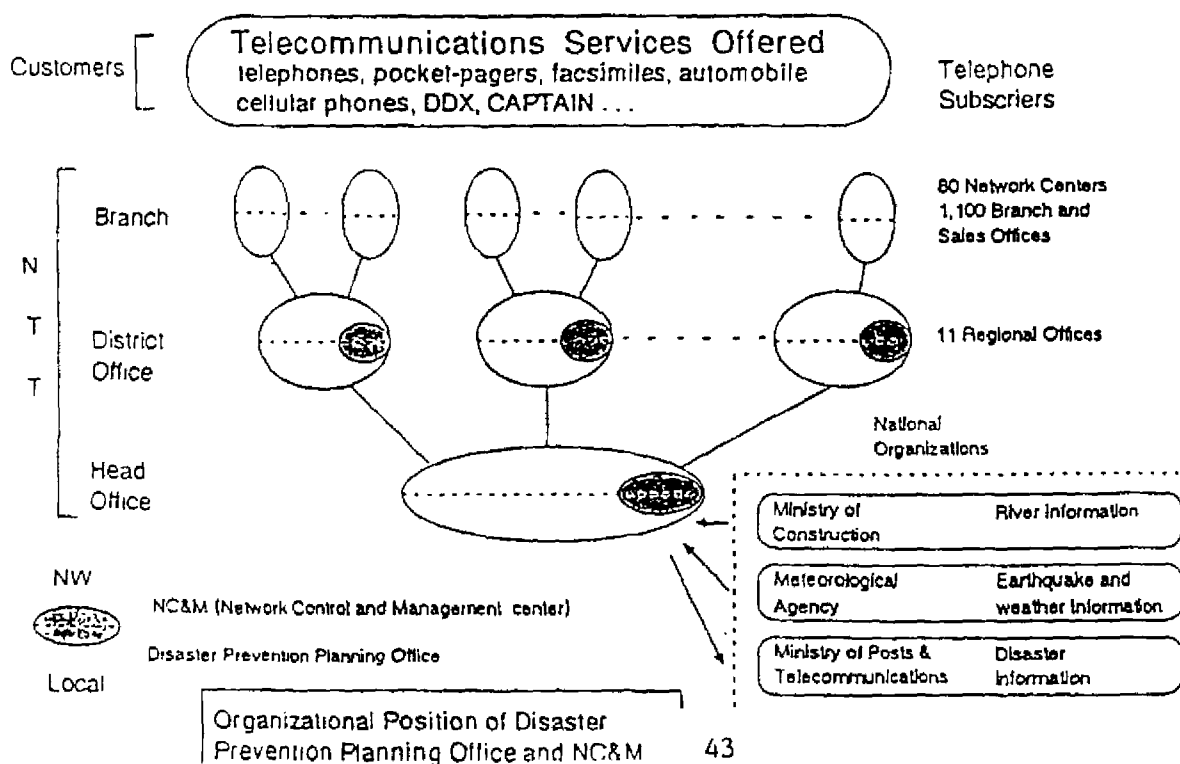 Customers
Telecommunications Services Offered
telephones, pocket-pagers, facsimiles, automobile
cellular phones, DDX, CAPTAIN ...
Telephone
Subscriers
N
T
T
Branch
80 Network Centers
1,100 Branch and
Sales Offices
District
Office
11 Regional Offices
Head
Office
National
Organizations
Ministry of
Construction
River Information
Meteorological
Agency
Earthquake and
weather Information
Ministry of Posts &
Telecommunications
Disaster
Information
NW
NC&M (Network Control and Management center)
Disaster Prevention Planning Office
Local
Organizational Position of Disaster
Prevention Planning Office and NC&M
43